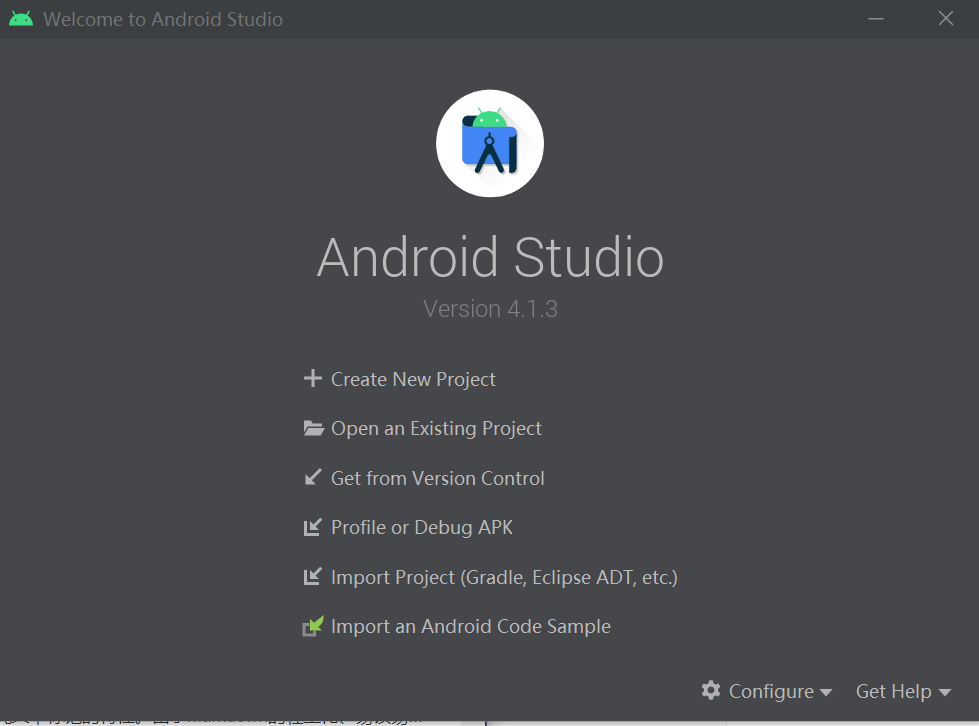 Welcome to Android Studio
Android Studio
Version 4.1.3
Create New Project
Open an Existing Project
Get from Version Control
Profile or Debug APK
Import Project (Gradle, Eclipse ADT, etc.)
Import an Android Code Sample
Configure
Get Help